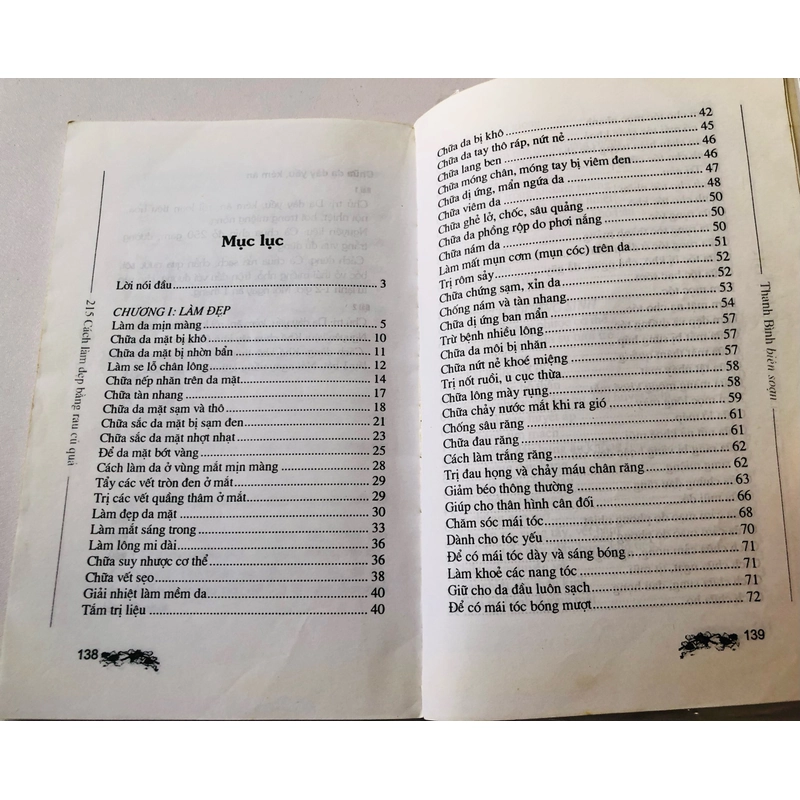 Mục lục
Lời nói đầu 3
CHƯƠNG I: LÀM ĐẸP
Làm da mịn màng 5
Chữa da mặt bị khô 10
Chữa da mặt bị nhờn bẩn 11
Làm se lỗ chân lông 12
Chữa nếp nhăn trên da mặt 14
Chữa tàn nhang 17
Chữa da mặt sạm và thô 18
Chữa sắc da mặt bị sạm đen 21
Chữa sắc da mặt nhợt nhạt 23
Để da mặt bớt vàng 25
Cách làm da ở vùng mắt mịn màng 28
Tẩy các vết tròn đen ở mắt 29
Trị các vết quầng thâm ở mắt 29
Làm đẹp da mặt 30
Làm mắt sáng trong 33
Làm lông mi dài 36
Chữa suy nhược cơ thể 36
Chữa vết sẹo 38
Giải nhiệt làm mềm da 40
Tắm trị liệu 40
138
215 Cách làm đẹp bằng rau củ quả
Chữa da bị khô 42
Chữa da tay thô ráp, nứt nẻ 45
Chữa lang ben 46
Chữa móng chân, móng tay bị viêm đen 46
Chữa dị ứng, mẩn ngứa da 47
Chữa viêm da 48
Chữa ghẻ lở, chốc, sâu quảng 50
Chữa da phồng rộp do phơi nắng 50
Chữa nám da 50
Làm mất mụn cơm (mụn cóc) trên da 51
Trị rôm sảy 52
Chữa chứng sạm, xỉn da 52
Chống nám và tàn nhang 53
Chữa dị ứng ban mẩn 54
Trừ bệnh nhiều lông 57
Chữa da môi bị nhăn 57
Chữa nứt nẻ khoé miệng 57
Trị nốt ruồi, u cục thừa 58
Chữa lông mày rụng 58
Chữa chảy nước mắt khi ra gió 59
Chống sâu răng 61
Chữa đau răng 61
Cách làm trắng răng 62
Trị đau họng và chảy máu chân răng 62
Giảm béo thông thường 63
Giúp cho thân hình cân đối 66
Chăm sóc mái tóc 68
Dành cho tóc yếu 70
Để có mái tóc dày và sáng bóng 71
Làm khoẻ các nang tóc 71
Giữ cho da đầu luôn sạch 71
Để có mái tóc bóng mượt 72
139
Thanh Bình biên soạn